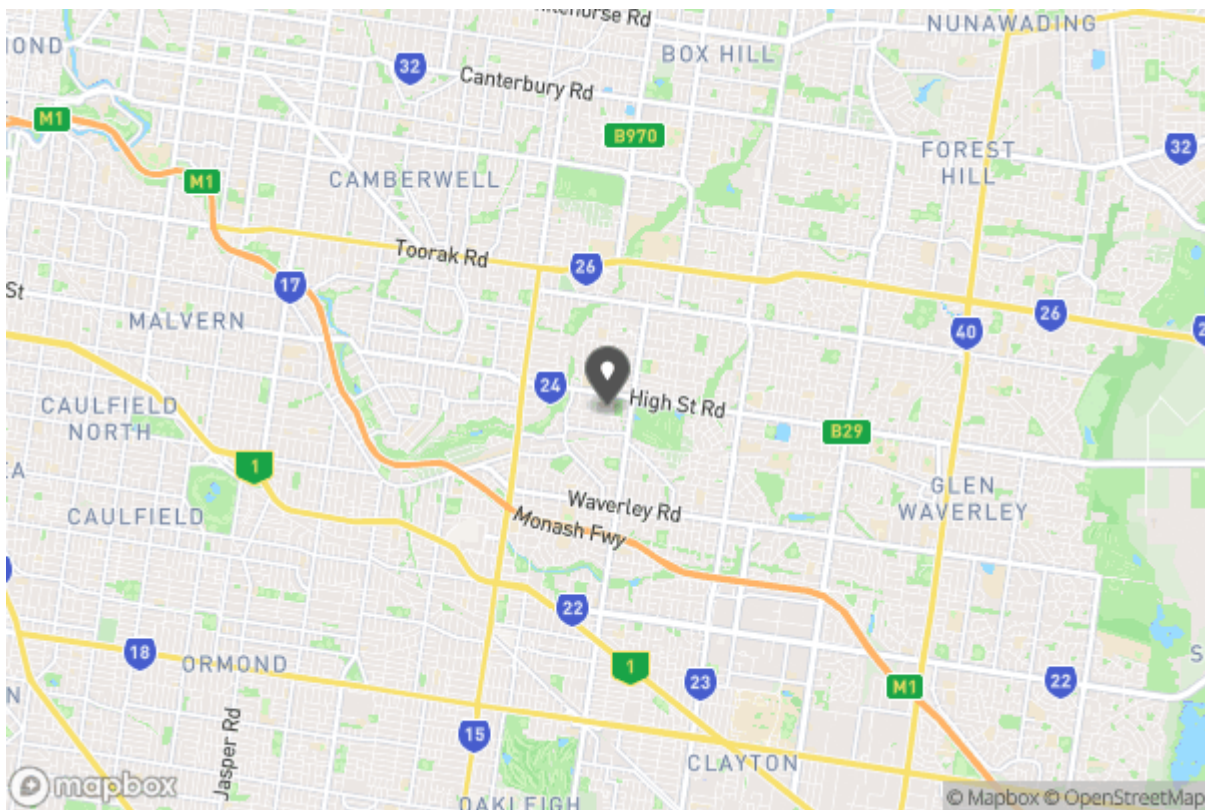 NUNAWADING
BOX HILL
32
Canterbury Rd
M1
B970
FOREST
HILL
32
M1
CAMBERWELL
Toorak Rd
26
17
St
MALVERN
26
40
24
High St Rd
CAULFIELD
NORTH
B29
1
GLEN
WAVERLEY
Waverley Rd
CAULFIELD
Monash Fwy
22
18
ORMOND
1
23
M1
22
15
Jasper Rd
CLAYTON
OAKLEIGH
mapbox
© Mapbox © OpenStreetMap